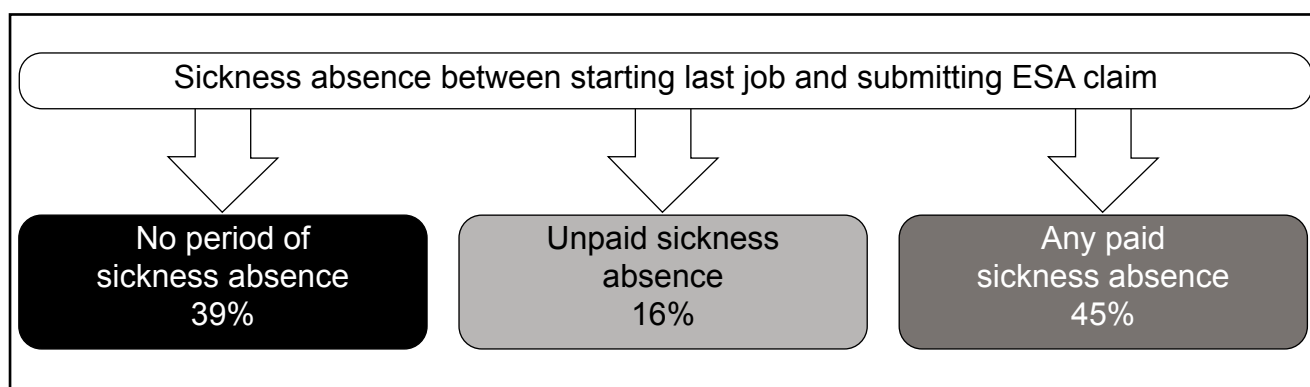 Sickness absence between starting last job and submitting ESA claim
No period of
sickness absence
39%
Unpaid sickness
absence
16%
Any paid
sickness absence
45%